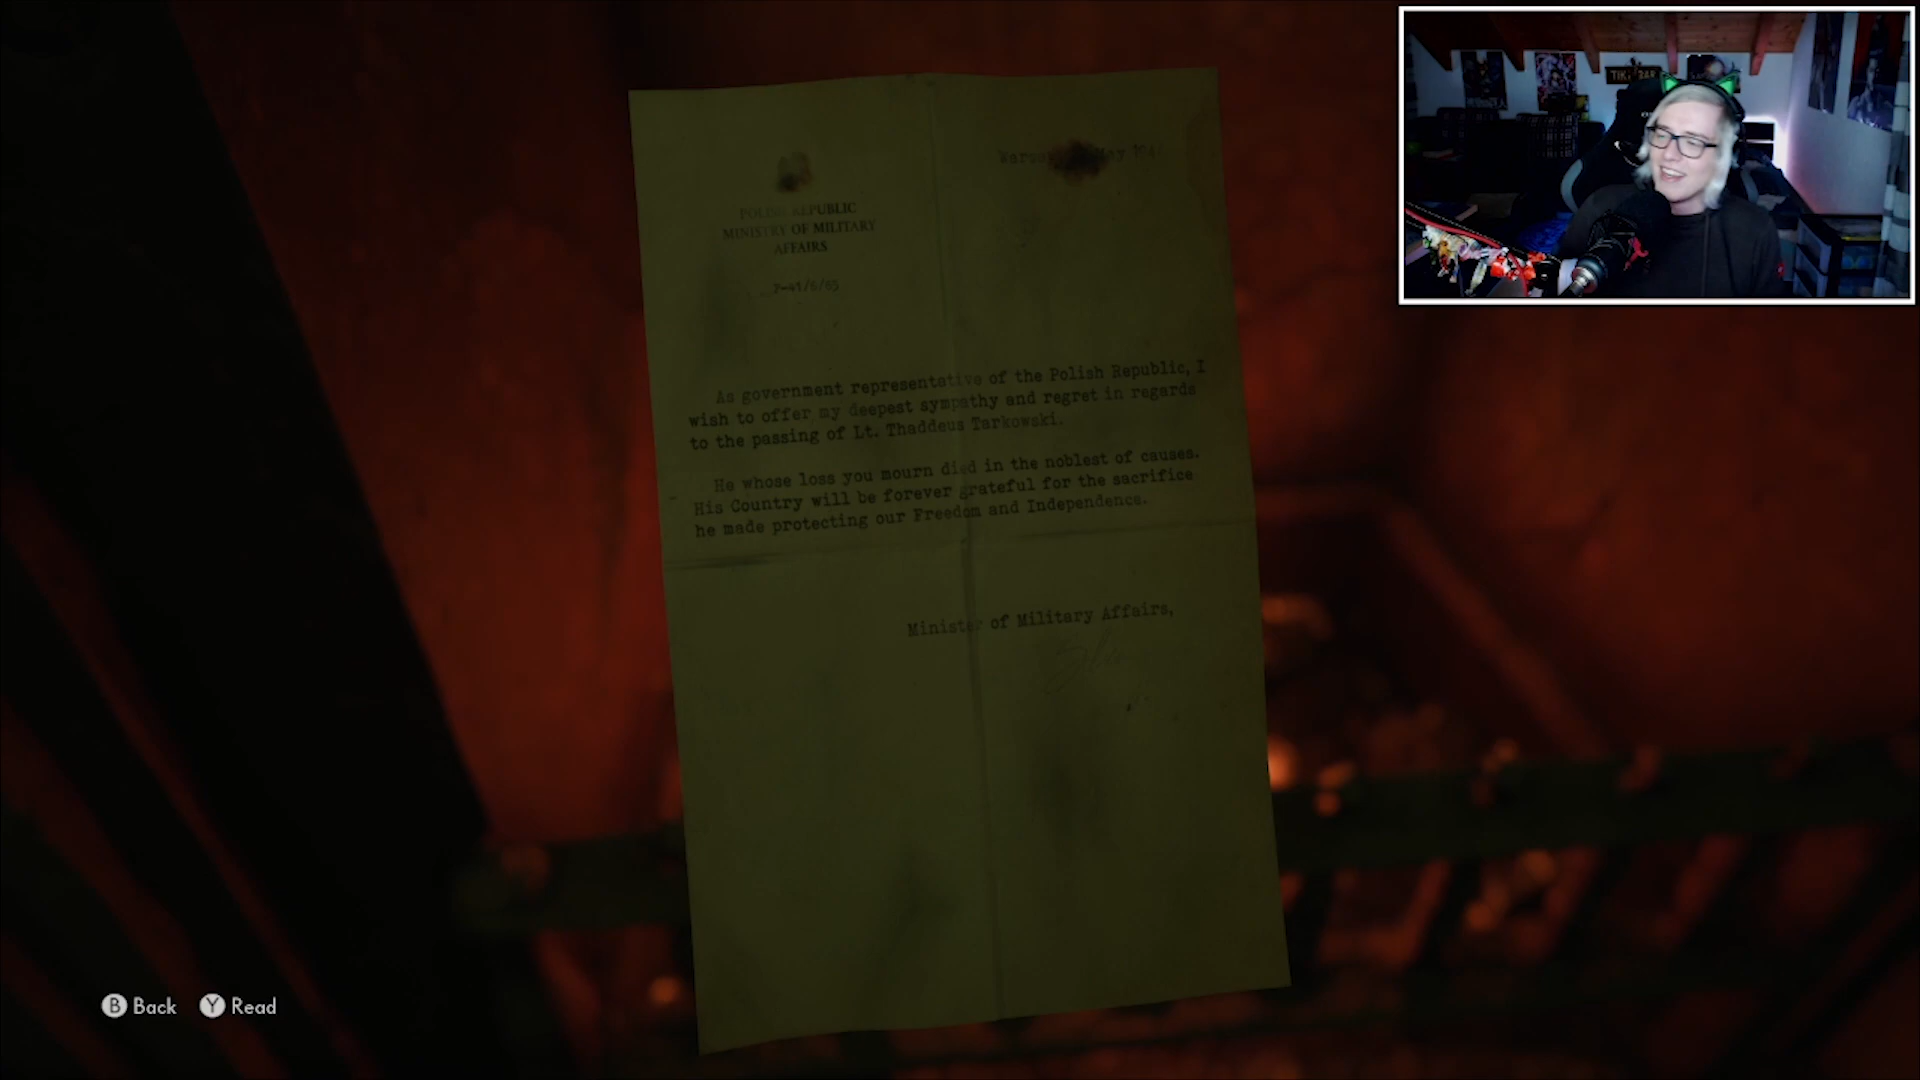 TIKI BAR
POLISH REPUBLIC
MINISTRY OF MILITARY
AFFAIRS
As government representative of the Polish Republic, I
wish to offer my deepest sympathy and regret in regards
to the passing of Lt. Thaddeus Tarkowski.
He whose loss you mourn died in the noblest of causes.
His Country will be forever grateful for the sacrifice
he made protecting our Freedom and Independence.
Minister of Military Affairs,
B Back Y Read